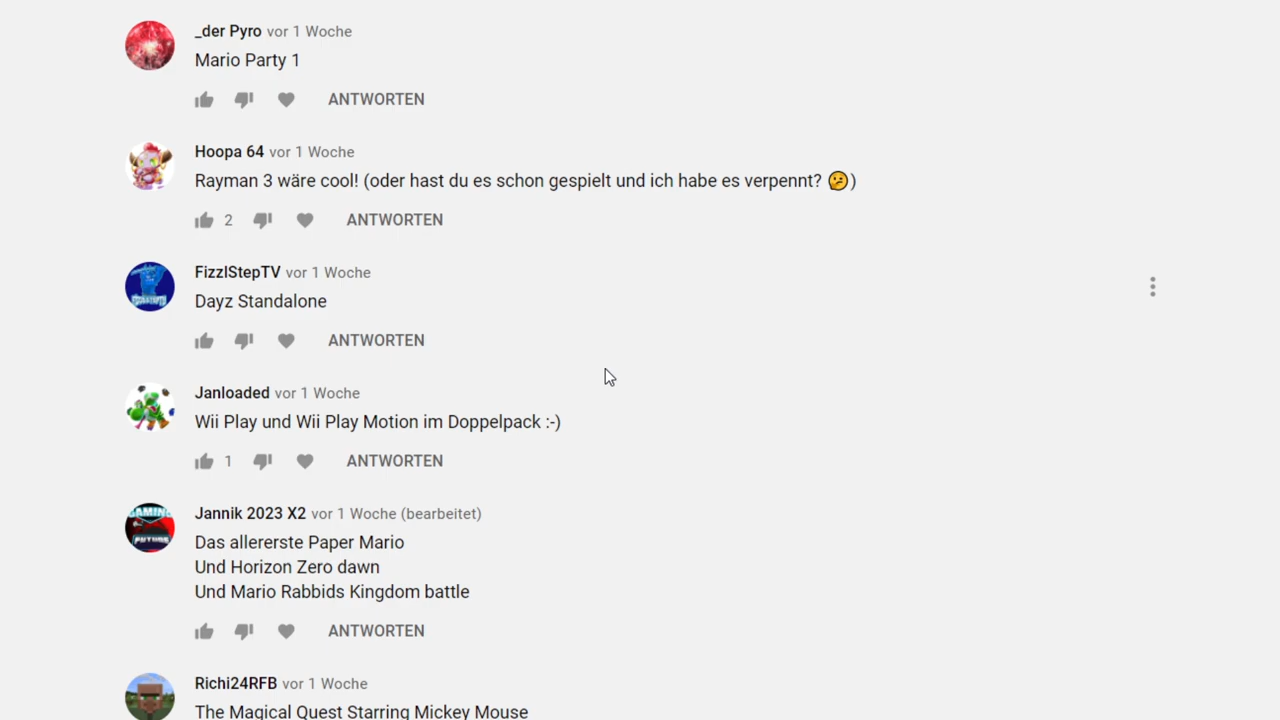 _der Pyro vor 1 Woche
Mario Party 1
ANTWORTEN
Hoopa 64 vor 1 Woche
Rayman 3 wäre cool! (oder hast du es schon gespielt und ich habe es verpennt? 🤔)
2 ANTWORTEN
FizzlStepTV vor 1 Woche
Dayz Standalone
ANTWORTEN
Janloaded vor 1 Woche
Wii Play und Wii Play Motion im Doppelpack :-)
1 ANTWORTEN
GAMING
FUTURE
Jannik 2023 X2 vor 1 Woche (bearbeitet)
Das allererste Paper Mario
Und Horizon Zero dawn
Und Mario Rabbids Kingdom battle
ANTWORTEN
Richi24RFB vor 1 Woche
The Magical Quest Starring Mickey Mouse